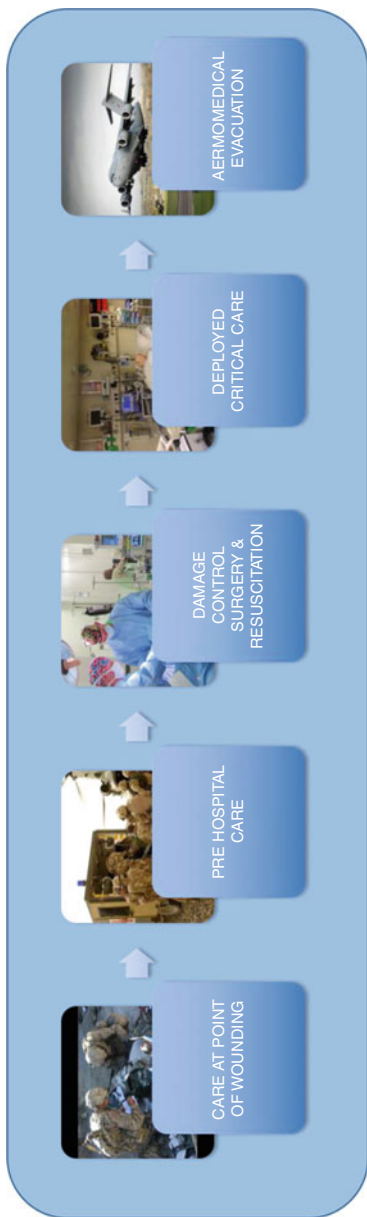 CARE AT POINT
OF WOUNDING
PRE HOSPITAL
CARE
DAMAGE
CONTROL
SURGERY &
RESUSCITATION
DEPLOYED
CRITICAL CARE
AERMOMEDICAL
EVACUATION